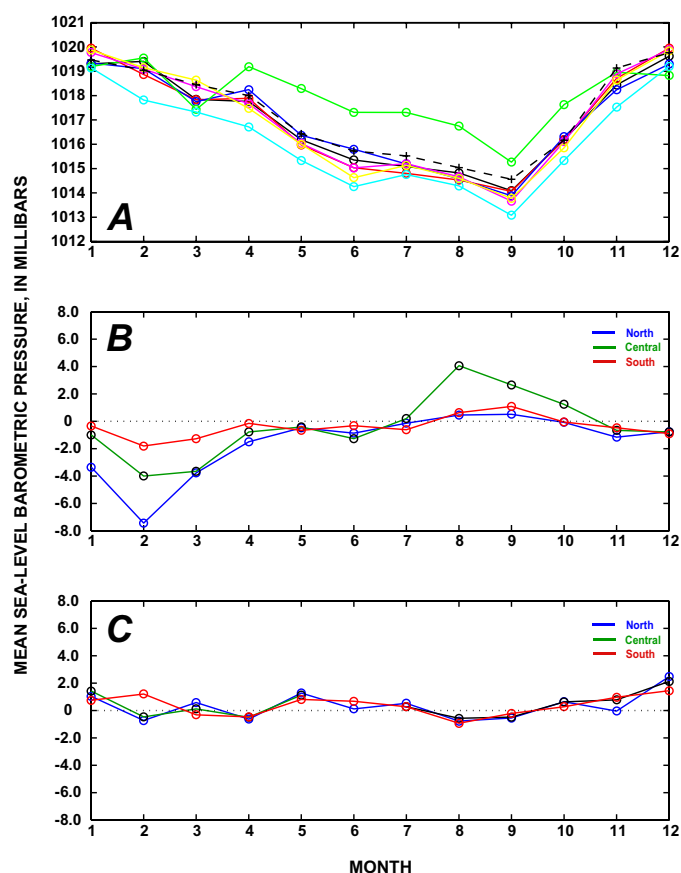 MEAN SEA-LEVEL BAROMETRIC PRESSURE, IN MILLIBARS
1021
1020
1019
1018
1017
1016
1015
1014
1013
1012
A
1 2 3 4 5 6 7 8 9 10 11 12
8.0
6.0
4.0
2.0
0
-2.0
-4.0
-6.0
-8.0
B
North
Central
South
1 2 3 4 5 6 7 8 9 10 11 12
8.0
6.0
4.0
2.0
0
-2.0
-4.0
-6.0
-8.0
C
North
Central
South
1 2 3 4 5 6 7 8 9 10 11 12
MONTH